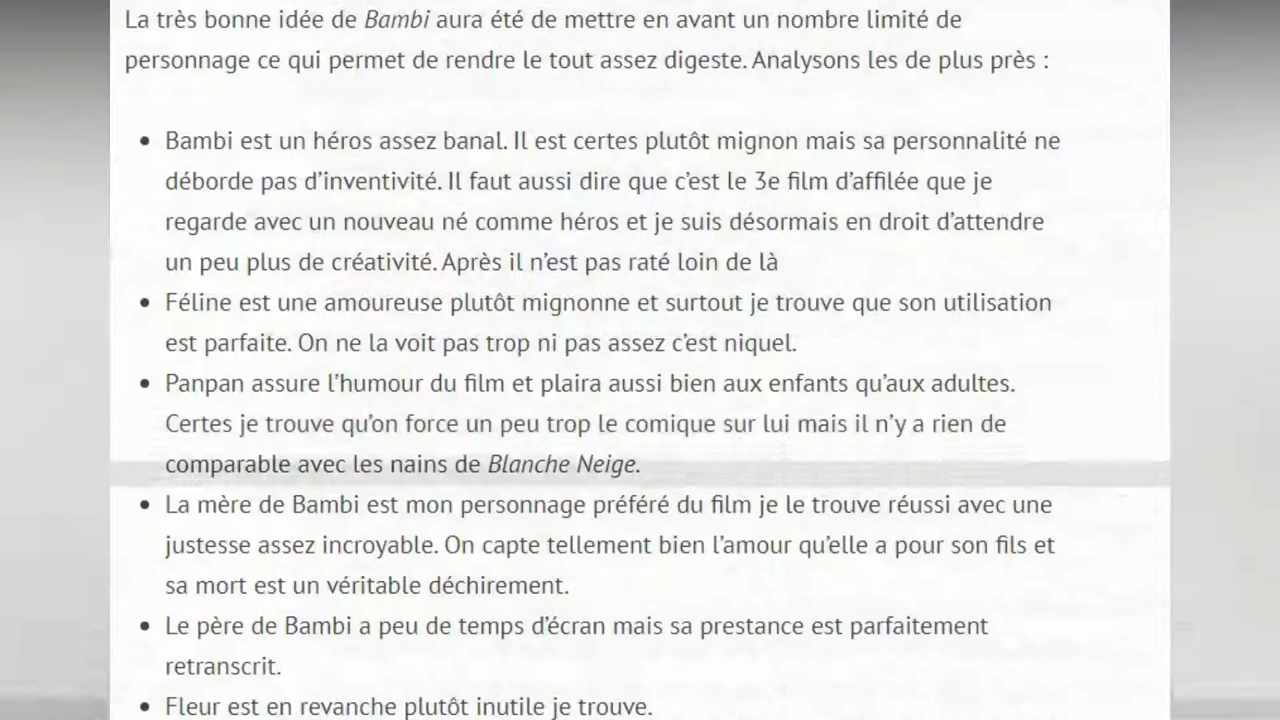 La très bonne idée de Bambi aura été de mettre en avant un nombre limité de
personnage ce qui permet de rendre le tout assez digeste. Analysons les de plus près :
• Bambi est un héros assez banal. Il est certes plutôt mignon mais sa personnalité ne
déborde pas d’inventivité. Il faut aussi dire que c’est le 3e film d’affilée que je
regarde avec un nouveau né comme héros et je suis désormais en droit d’attendre
un peu plus de créativité. Après il n’est pas raté loin de là
• Féline est une amoureuse plutôt mignonne et surtout je trouve que son utilisation
est parfaite. On ne la voit pas trop ni pas assez c’est niquel.
• Panpan assure l’humour du film et plaira aussi bien aux enfants qu’aux adultes.
Certes je trouve qu’on force un peu trop le comique sur lui mais il n’y a rien de
comparable avec les nains de Blanche Neige.
• La mère de Bambi est mon personnage préféré du film je le trouve réussi avec une
justesse assez incroyable. On capte tellement bien l’amour qu’elle a pour son fils et
sa mort est un véritable déchirement.
• Le père de Bambi a peu de temps d’écran mais sa prestance est parfaitement
retranscrit.
• Fleur est en revanche plutôt inutile je trouve.